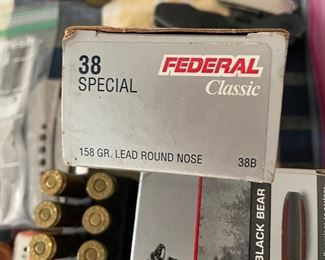 38 FEDERAL
SPECIAL Classic
158 GR. LEAD ROUND NOSE 38B
BLACK BEAR